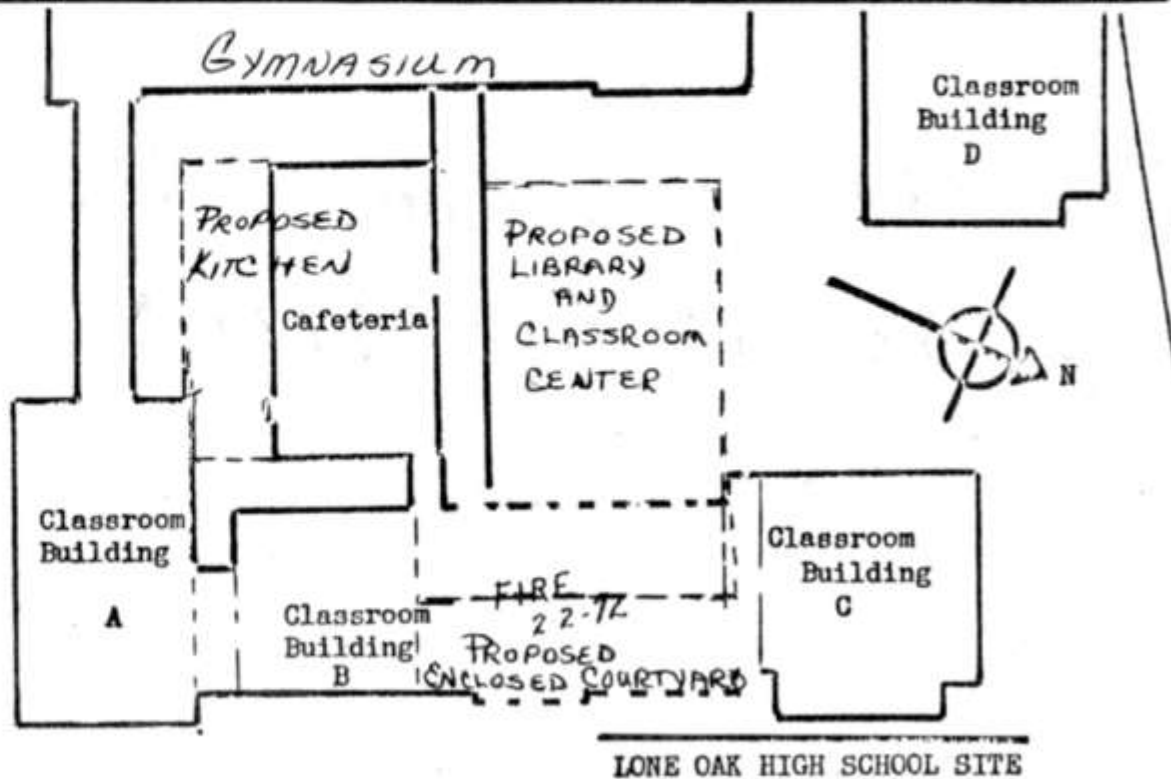 GYMNASIUM
Classroom
Building
D
PROPOSED
KITCHEN
Cafeteria
PROPOSED
LIBRARY
AND
CLASSROOM
CENTER
N
Classroom
Building
A
Classroom
Building
B
FIRE
2 2-72
PROPOSED
ENCLOSED COURTYARD
Classroom
Building
C
LONE OAK HIGH SCHOOL SITE